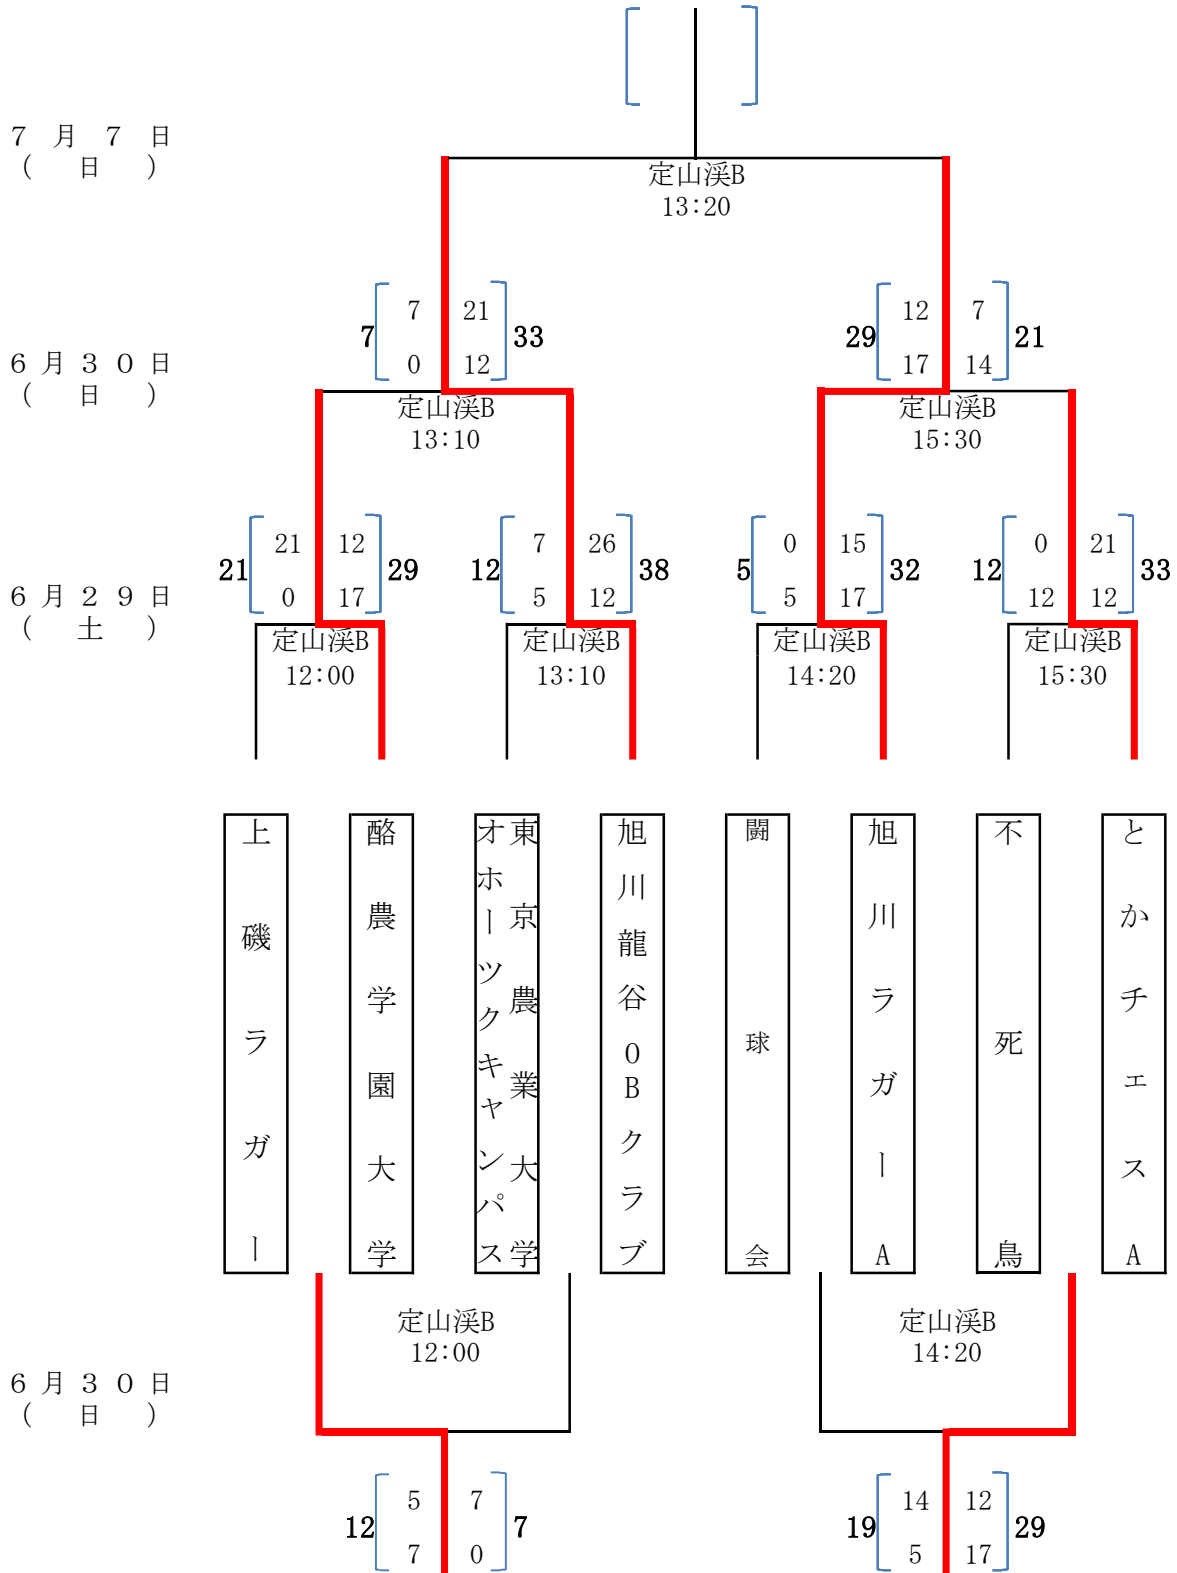 ７月７日
（日）
定山渓B
13:20
7 21
7 33
0 12
12 7
29 21
17 14
６月３０日
（日）
定山渓B
13:10
定山渓B
15:30
21 12
21 29
0 17
7 26
12 38
5 12
0 15
5 32
5 17
0 21
12 33
12 12
６月２９日
（土）
定山渓B
12:00
定山渓B
13:10
定山渓B
14:20
定山渓B
15:30
上磯ラガー
酪農学園大学
東京農業大学
オホーツクキャンパス
旭川龍谷OBクラブ
闘球会
旭川ラガーA
不死鳥
とかチェスA
定山渓B
12:00
定山渓B
14:20
６月３０日
（日）
5 7
12 7
7 0
14 12
19 29
5 17